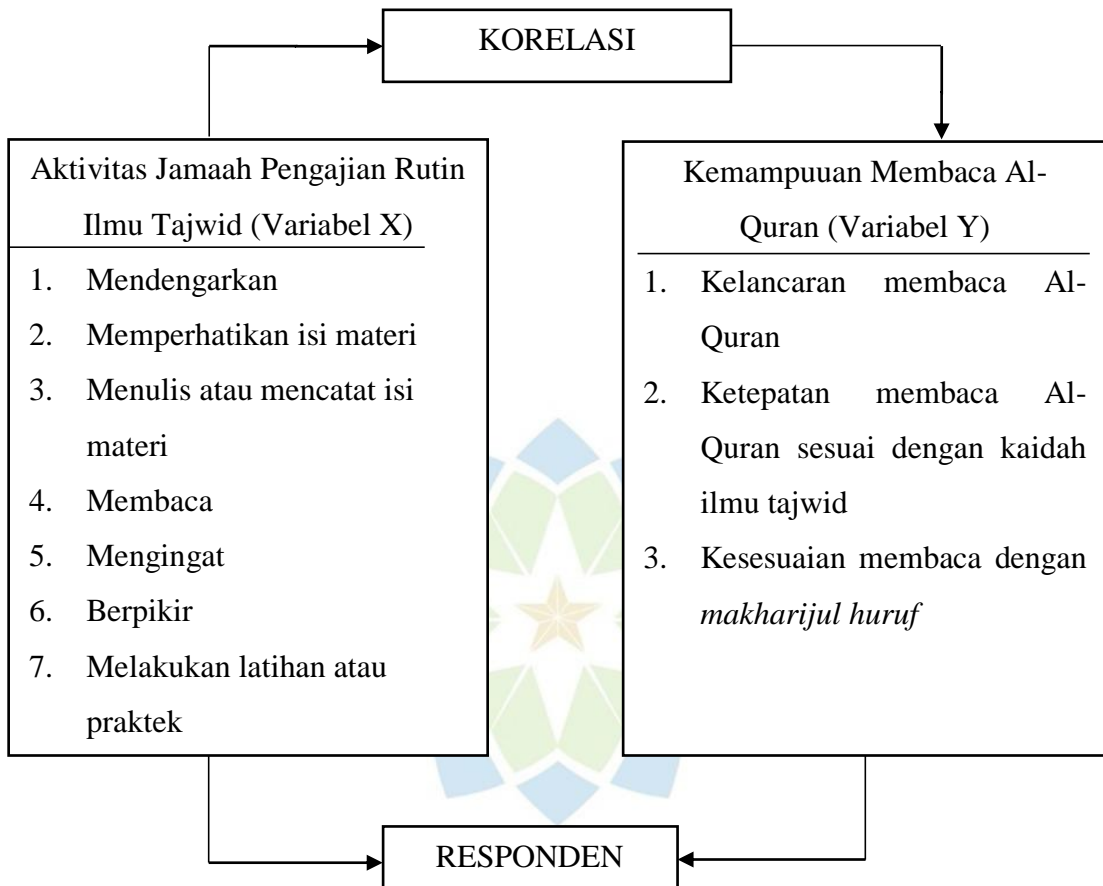 KORELASI
Aktivitas Jamaah Pengajian Rutin
Ilmu Tajwid (Variabel X)
1. Mendengarkan
2. Memperhatikan isi materi
3. Menulis atau mencatat isi
materi
4. Membaca
5. Mengingat
6. Berpikir
7. Melakukan latihan atau
praktek
Kemampuuan Membaca Al-
Quran (Variabel Y)
1. Kelancaran membaca Al-
Quran
2. Ketepatan membaca Al-
Quran sesuai dengan kaidah
ilmu tajwid
3. Kesesuaian membaca dengan
makharijul huruf
RESPONDEN